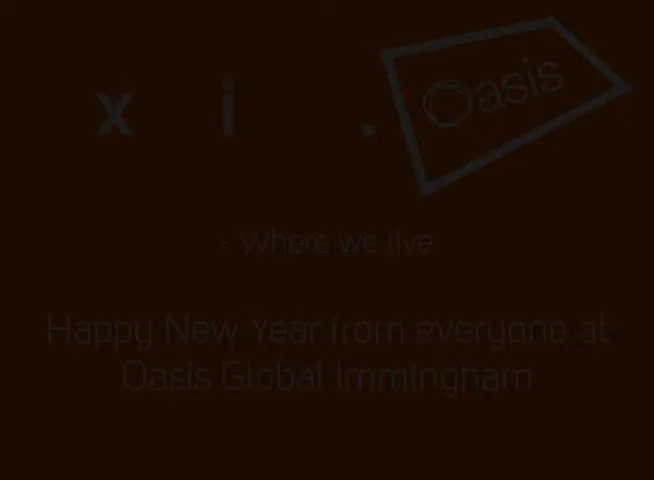 x i .
Oasis
- Where we live
Happy New Year from everyone at
Oasis Global Immingham